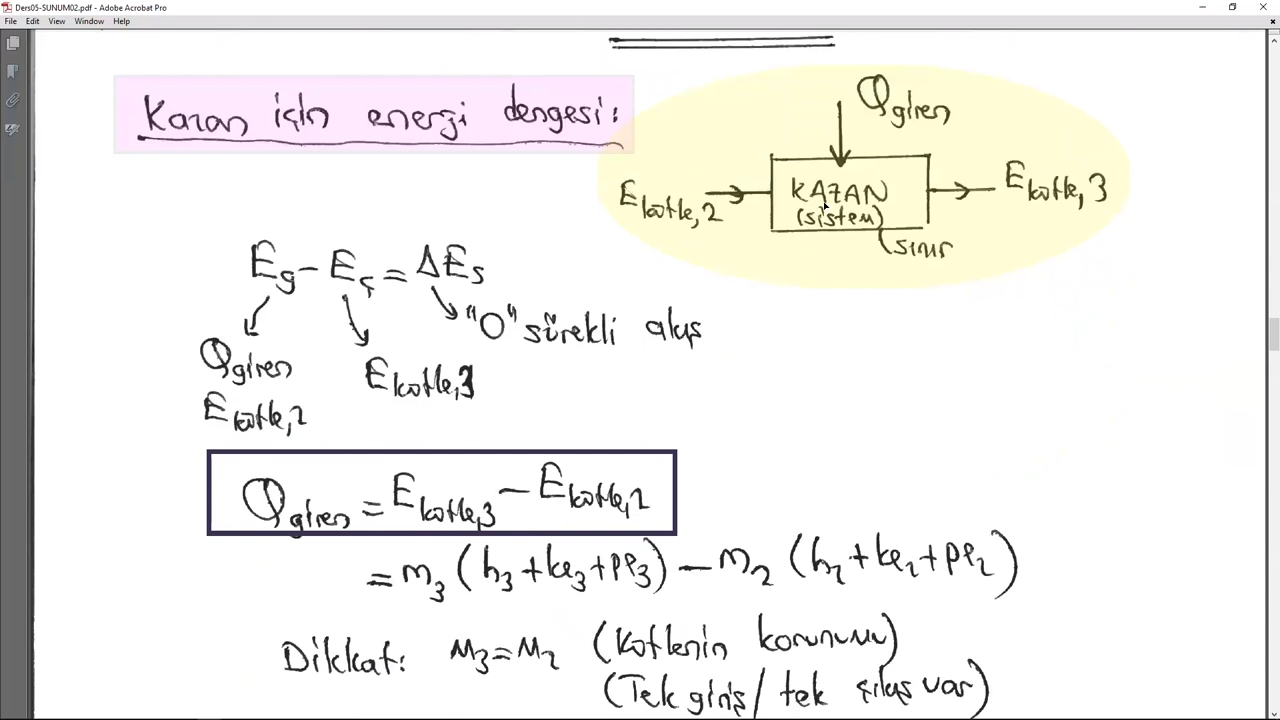 Ders05-SUNUM02.pdf - Adobe Acrobat Pro
File Edit View Window Help
Kazan için enerji dengesi:
Qgiren
Ekütle,2
KAZAN
(sistem)
Ekütle,3
sınır
Eg - Eç = ΔEs
"0" sürekli akış
Qgiren
Ekütle,2
Ekütle,3
Qgiren = Ekütle,3 - Ekütle,2
= m3 (h3 + ke3 + pe3) - m2 (h2 + ke2 + pe2)
Dikkat: m3 = m2 (Kütlenin korunumu)
(Tek giriş / tek çıkış var)